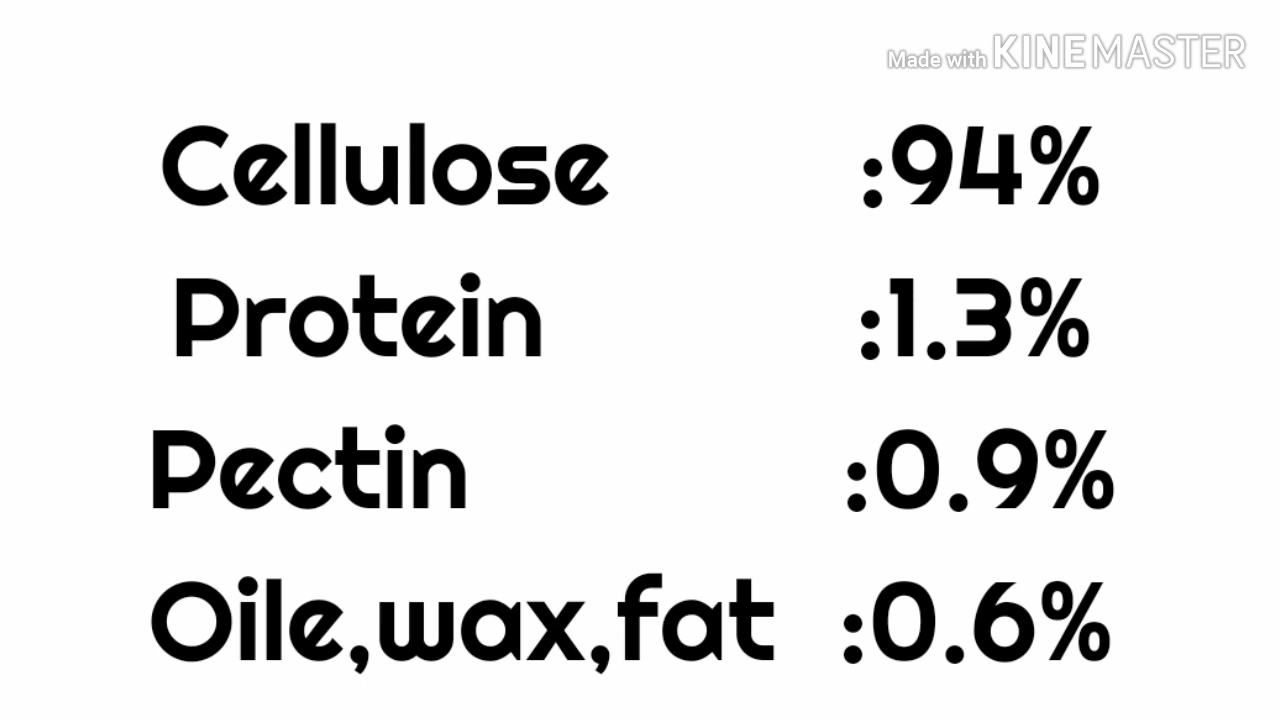 Made with KINEMASTER
Cellulose :94%
Protein :1.3%
Pectin :0.9%
Oile,wax,fat :0.6%